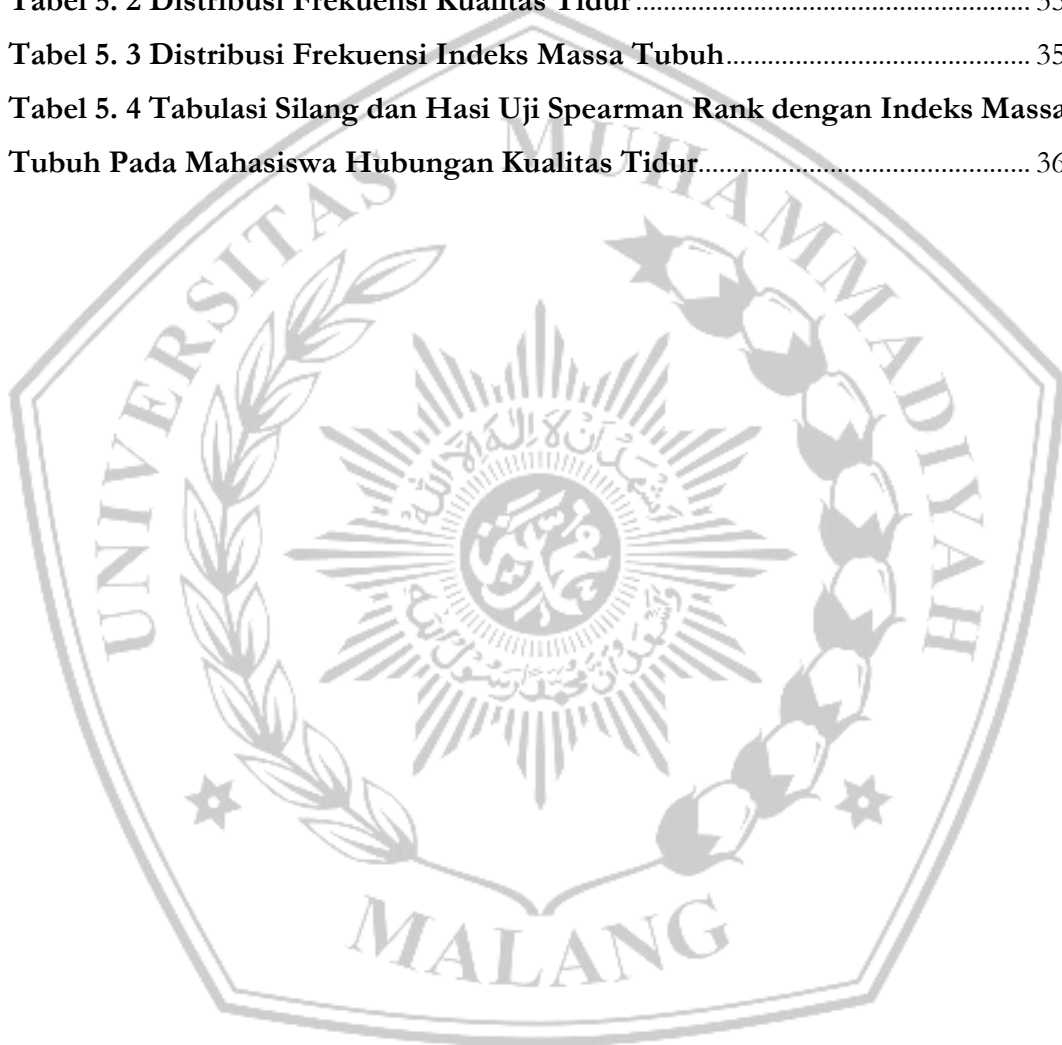 Tabel 5. 2 Distribusi Frekuensi Kualitas Tidur
Tabel 5. 3 Distribusi Frekuensi Indeks Massa Tubuh.......................................... 35
Tabel 5. 4 Tabulasi Silang dan Hasi Uji Spearman Rank dengan Indeks Massa
Tubuh Pada Mahasiswa Hubungan Kualitas Tidur.............................................. 36
UNIVERSITAS MUHAMMADIYAH
MALANG